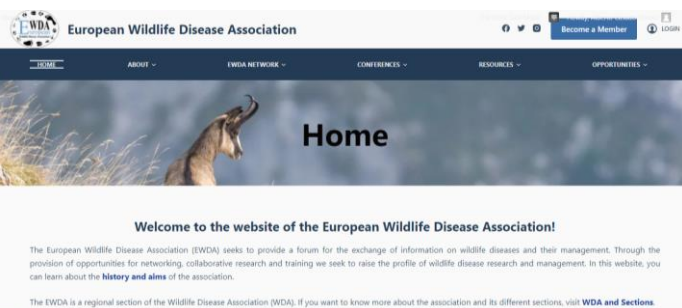 EWDA
European Wildlife Disease Association
Become a Member
LOGIN
HOME
ABOUT
EWDA NETWORK
CONFERENCES
RESOURCES
OPPORTUNITIES
Home
Welcome to the website of the European Wildlife Disease Association!
The European Wildlife Disease Association (EWDA) seeks to provide a forum for the exchange of information on wildlife diseases and their management. Through the
provision of opportunities for networking, collaborative research and training we seek to raise the profile of wildlife disease research and management. In this website, you
can learn about the history and aims of the association.
The EWDA is a regional section of the Wildlife Disease Association (WDA). If you want to know more about the association and its different sections, visit WDA and Sections.